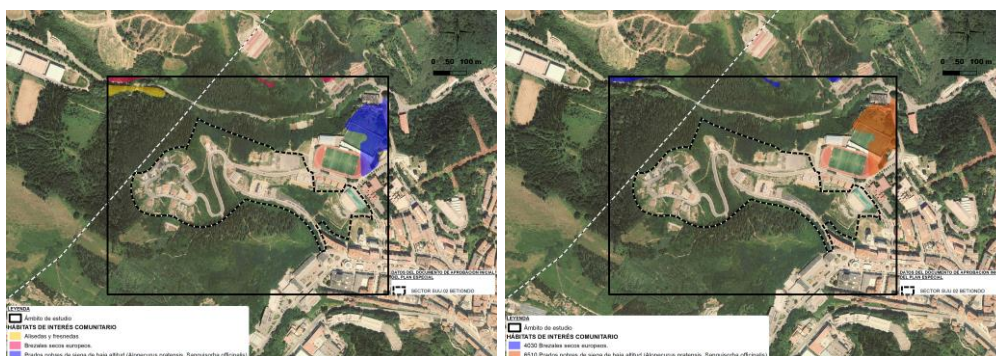 0 50 100 m
DATOS DEL DOCUMENTO DE APROBACIÓN INICIAL
DEL PLAN ESPECIAL
SECTOR SUU 02 BETIONDO
LEYENDA
Ámbito de estudio
HÁBITATS DE INTERÉS COMUNITARIO
Alisedas y fresnedas
Brezales secos europeos.
Prados pobres de siega de baja altitud (Alopecurus pratensis, Sanguisorba officinalis)
0 50 100 m
DATOS DEL DOCUMENTO DE APROBACIÓN INICIAL
DEL PLAN ESPECIAL
SECTOR SUU 02 BETIONDO
LEYENDA
Ámbito de estudio
HÁBITATS DE INTERÉS COMUNITARIO
4030 Brezales secos europeos.
6510 Prados pobres de siega de baja altitud (Alopecurus pratensis, Sanguisorba officinalis)